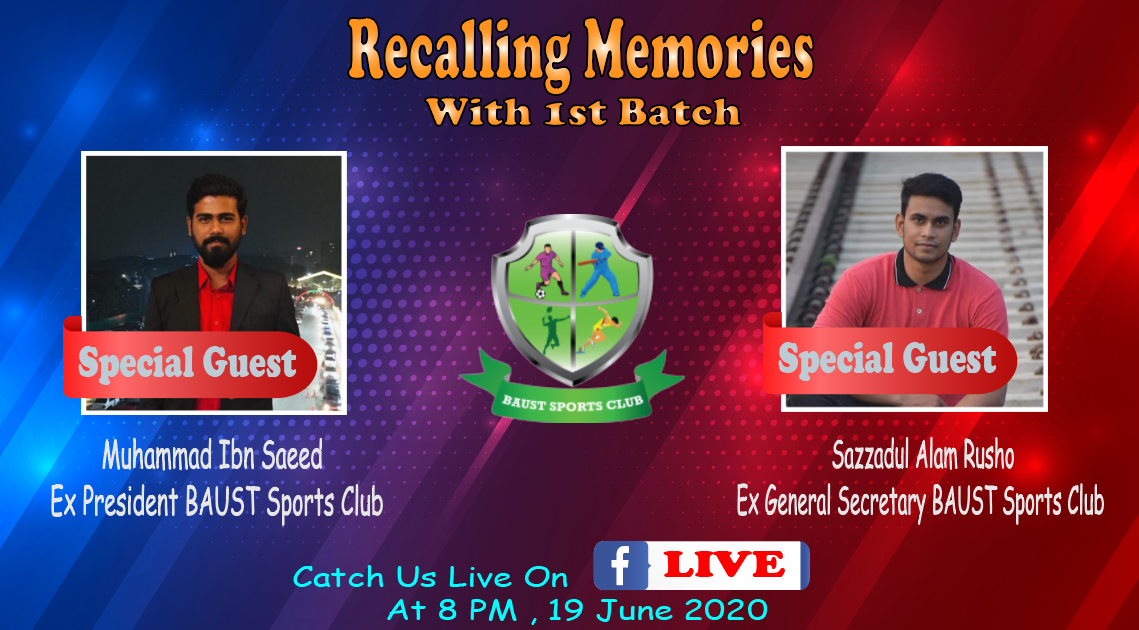 Recalling Memories
With 1st Batch
Special Guest
Special Guest
BAUST SPORTS CLUB
Muhammad Ibn Saeed
Ex President BAUST Sports Club
Sazzadul Alam Rusho
Ex General Secretary BAUST Sports Club
Catch Us Live On f LIVE
At 8 PM , 19 June 2020